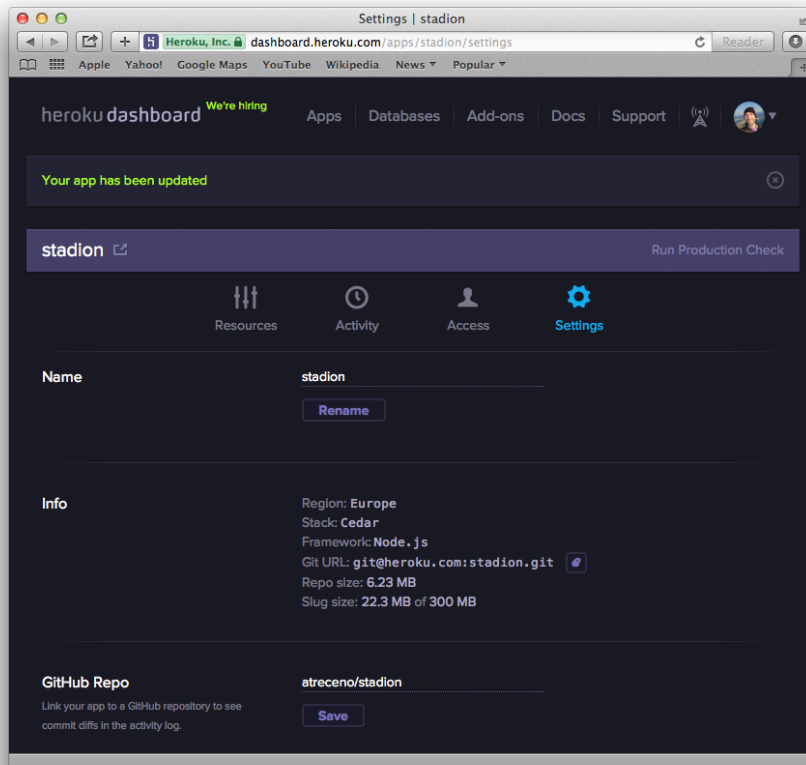 Settings | stadion
Heroku, Inc. dashboard.heroku.com/apps/stadion/settings Reader
Apple Yahoo! Google Maps YouTube Wikipedia News Popular
heroku dashboard We're hiring Apps Databases Add-ons Docs Support
Your app has been updated
stadion Run Production Check
Resources Activity Access Settings
Name stadion
Rename
Info Region: Europe
Stack: Cedar
Framework: Node.js
Git URL: git@heroku.com:stadion.git
Repo size: 6.23 MB
Slug size: 22.3 MB of 300 MB
GitHub Repo atreceno/stadion
Link your app to a GitHub repository to see
commit diffs in the activity log.
Save